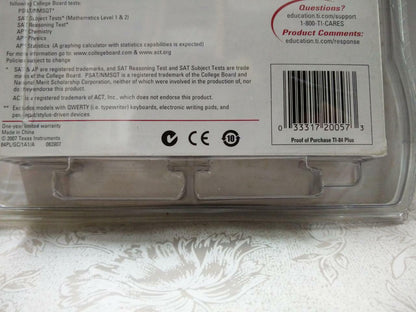 following College Board tests:
PSAT/NMSQT*
SAT Subject Tests* (Mathematics Level 1 & 2)
SAT Reasoning Test*
AP* Chemistry
AP* Physics
AP* Statistics (A graphing calculator with statistics capabilities is expected)
For more information go to: www.collegeboard.com & www.act.org
Policies subject to change.
* SAT & AP are registered trademarks, and SAT Reasoning Test and SAT Subject Tests are trade
marks of the College Board. PSAT/NMSQT is a registered trademark of the College Board and
National Merit Scholarship Corporation, neither of which were involved in the production of, nor
do they endorse this product.
ACT is a registered trademark of ACT, Inc., which does not endorse this product.
** Excludes models with QWERTY (i.e. typewriter) keyboards, electronic writing pads, and
pen-input/stylus-driven devices.
One-year limited warranty
Made in China
© 2007 Texas Instruments
84PL/GC/1A1/A 062807
Questions?
education.ti.com/support
1-800-TI-CARES
Product Comments:
education.ti.com/response
0 33317 20057 3
Proof of Purchase TI-84 Plus
N
CE
10